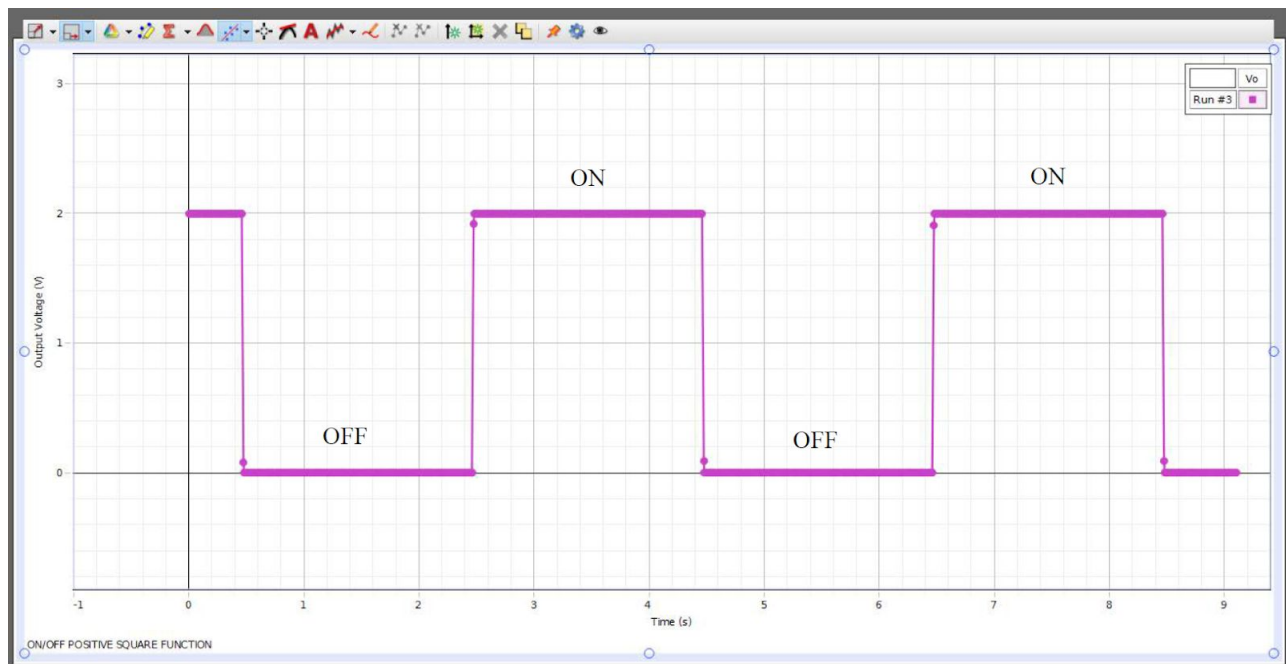 3
Vo
Run #3
ON
ON
2
Output Voltage (V)
1
OFF
OFF
0
-1 0 1 2 3 4 5 6 7 8 9
Time (s)
ON/OFF POSITIVE SQUARE FUNCTION